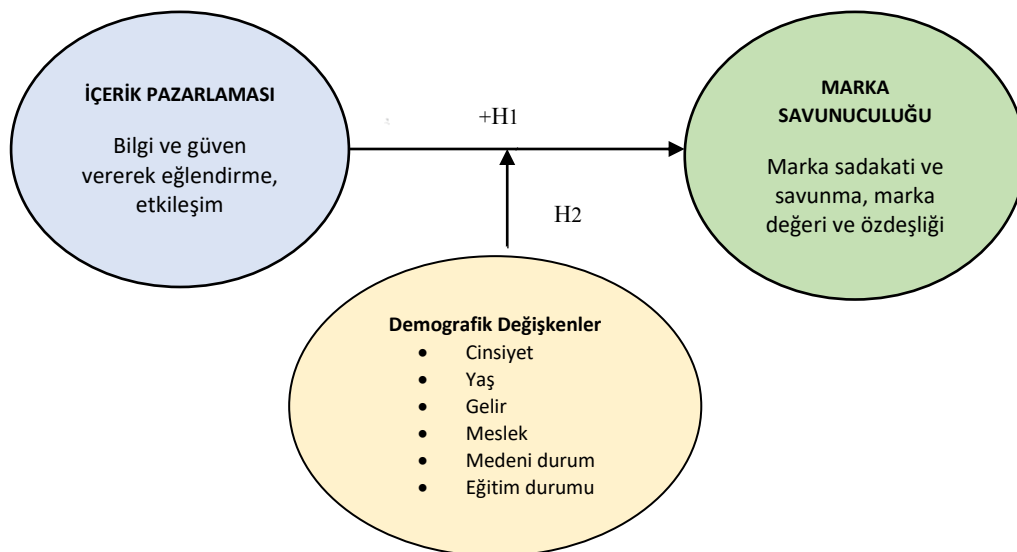 İÇERİK PAZARLAMASI
Bilgi ve güven
vererek eğlendirme,
etkileşim
+H1
MARKA
SAVUNUCULUĞU
Marka sadakati ve
savunma, marka
değeri ve özdeşliği
H2
Demografik Değişkenler
• Cinsiyet
• Yaş
• Gelir
• Meslek
• Medeni durum
• Eğitim durumu